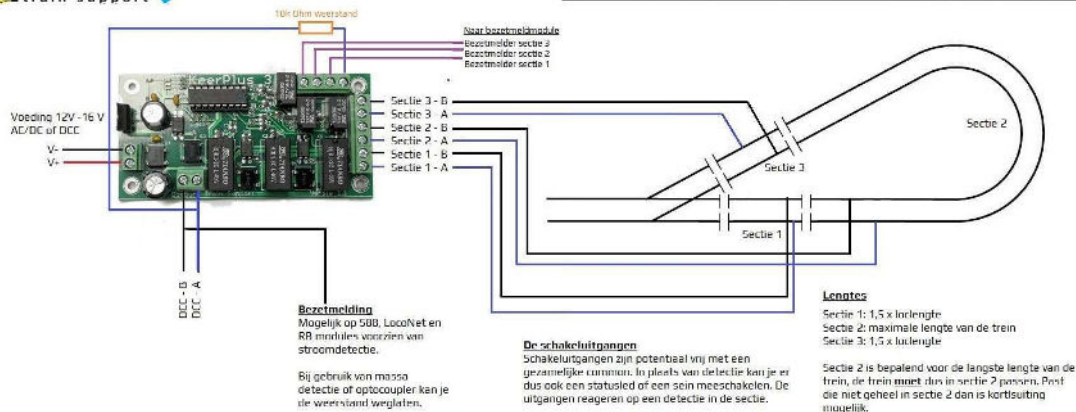 train support
10k Ohm weerstand
Naar bezetmeldmodule
Bezetmelder sectie 3
Bezetmelder sectie 2
Bezetmelder sectie 1
KeerPlus 3
Voeding 12V -16 V
AC/DC of DCC
V-
V+
Sectie 3 - B
Sectie 3 - A
Sectie 2 - B
Sectie 2 - A
Sectie 1 - B
Sectie 1 - A
Sectie 2
Sectie 3
Sectie 1
DCC - B
DCC - A
Bezetmelding
Mogelijk op S88, LocoNet en
RB modules voorzien van
stroomdetectie.
Bij gebruik van massa
detectie of optocoupler kan je
de weerstand weglaten.
De schakeluitgangen
Schakeluitgangen zijn potentiaal vrij met een
gezamelijke common. In plaats van detectie kan je er
dus ook een statusled of een sein meeschakelen. De
uitgangen reageren op een detectie in de sectie.
Lengtes
Sectie 1: 1,5 x loclengte
Sectie 2: maximale lengte van de trein
Sectie 3: 1,5 x loclengte
Sectie 2 is bepalend voor de langste lengte van de
trein, de trein moet dus in sectie 2 passen. Past
die niet geheel in sectie 2 dan is kortlsuiting
mogelijk.